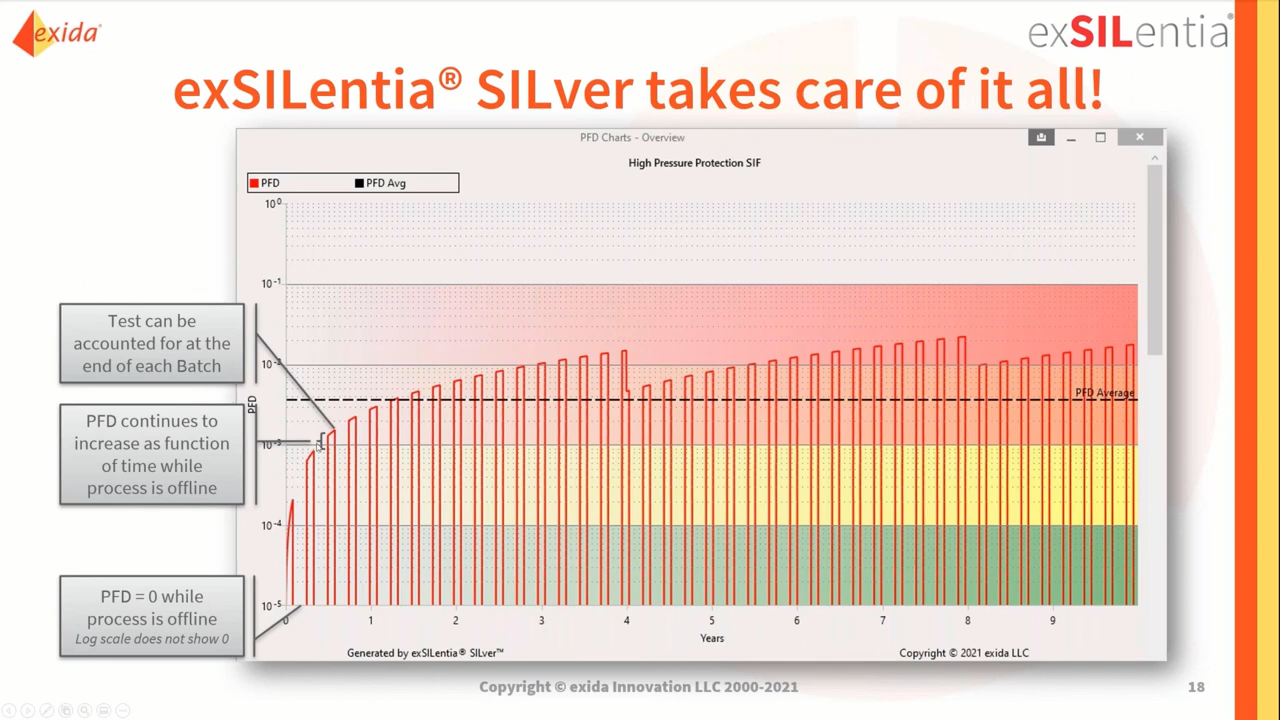 exida®
exSILentia®
exSILentia® SILver takes care of it all!
PFD Charts - Overview
High Pressure Protection SIF
PFD
PFD Avg
10⁰
10⁻¹
10⁻²
10⁻³
10⁻⁴
10⁻⁵
PFD
PFD Average
Test can be
accounted for at the
end of each Batch
PFD continues to
increase as function
of time while
process is offline
PFD = 0 while
process is offline
Log scale does not show 0
0 1 2 3 4 5 6 7 8 9
Years
Generated by exSILentia® SILver™
Copyright © 2021 exida LLC
Copyright © exida Innovation LLC 2000-2021
18